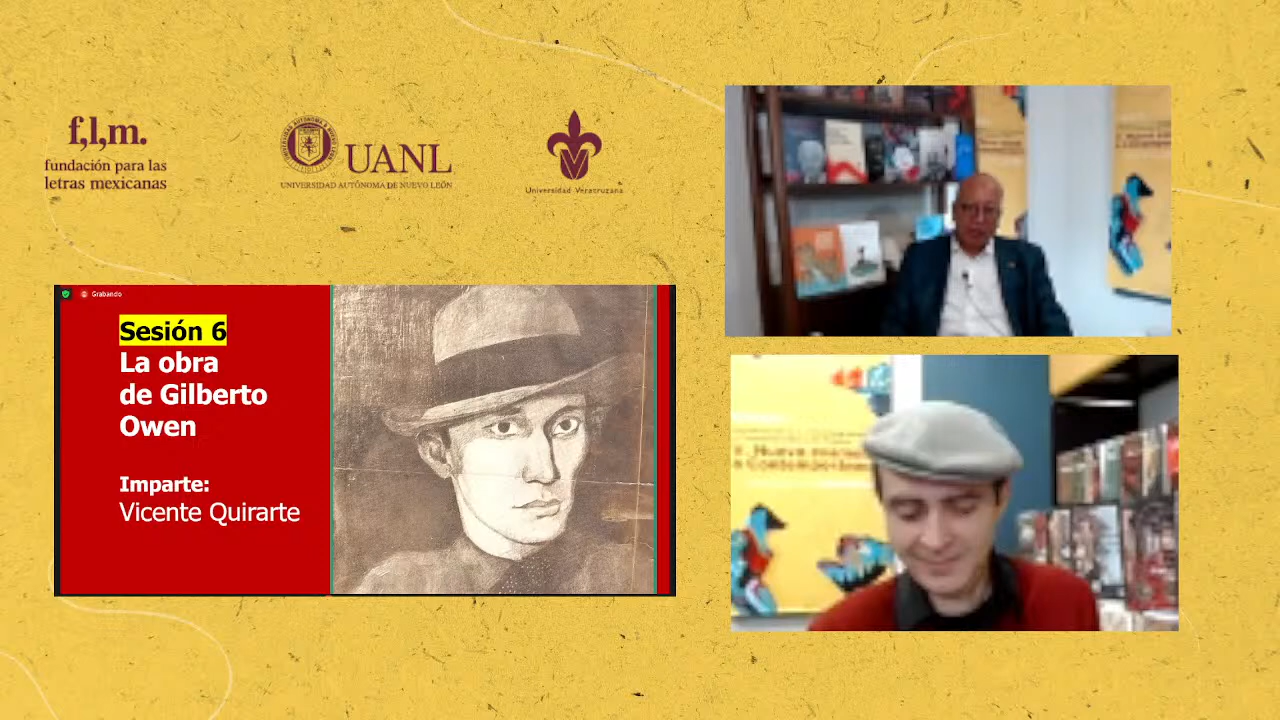 f,l,m.
fundación para las
letras mexicanas
UANL
UNIVERSIDAD AUTÓNOMA DE NUEVO LEÓN
Universidad Veracruzana
Grabando
Sesión 6
La obra
de Gilberto
Owen
Imparte:
Vicente Quirarte